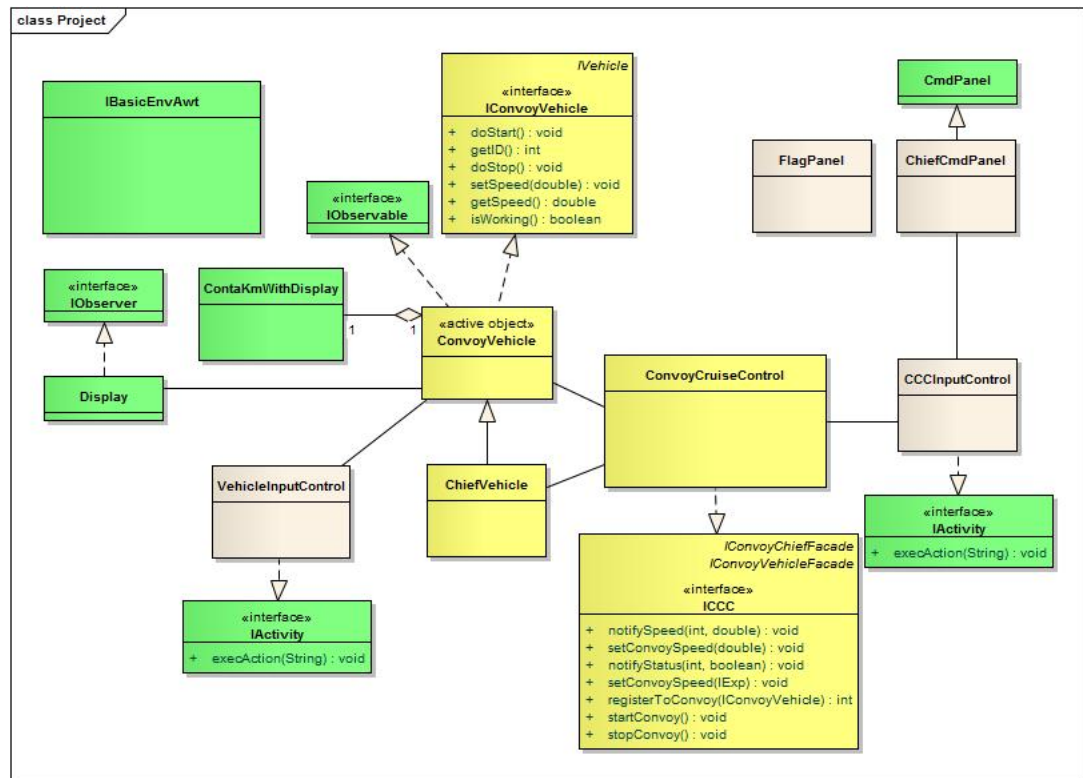 class Project
IBasicEnvAwt
IVehicle
«interface»
IConvoyVehicle
+ doStart() : void
+ getID() : int
+ doStop() : void
+ setSpeed(double) : void
+ getSpeed() : double
+ isWorking() : boolean
CmdPanel
FlagPanel
ChiefCmdPanel
«interface»
IObservable
«interface»
IObserver
ContaKmWithDisplay
1
1
«active object»
ConvoyVehicle
Display
ConvoyCruiseControl
CCCInputControl
VehicleInputControl
ChiefVehicle
«interface»
IActivity
+ execAction(String) : void
IConvoyChiefFacade
IConvoyVehicleFacade
«interface»
ICCC
+ notifySpeed(int, double) : void
+ setConvoySpeed(double) : void
+ notifyStatus(int, boolean) : void
+ setConvoySpeed(IExp) : void
+ registerToConvoy(IConvoyVehicle) : int
+ startConvoy() : void
+ stopConvoy() : void
«interface»
IActivity
+ execAction(String) : void